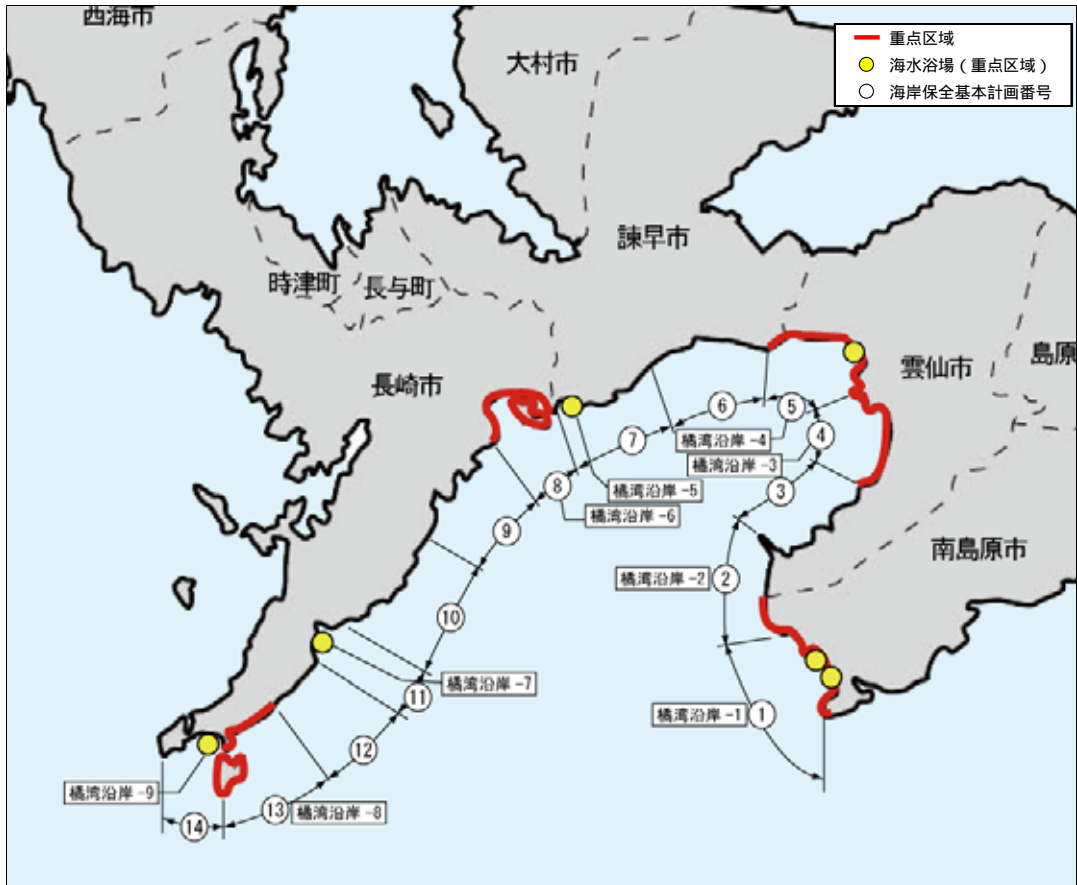 西海市
大村市
重点区域
海水浴場（重点区域）
海岸保全基本計画番号
諫早市
時津町
長与町
長崎市
雲仙市
島原
南島原市
⑥
⑤
橘湾沿岸-4
④
⑦
橘湾沿岸-3
③
⑧
橘湾沿岸-5
橘湾沿岸-6
⑨
橘湾沿岸-2
②
⑩
橘湾沿岸-7
⑪
橘湾沿岸-1
①
⑫
橘湾沿岸-9
⑬
橘湾沿岸-8
⑭